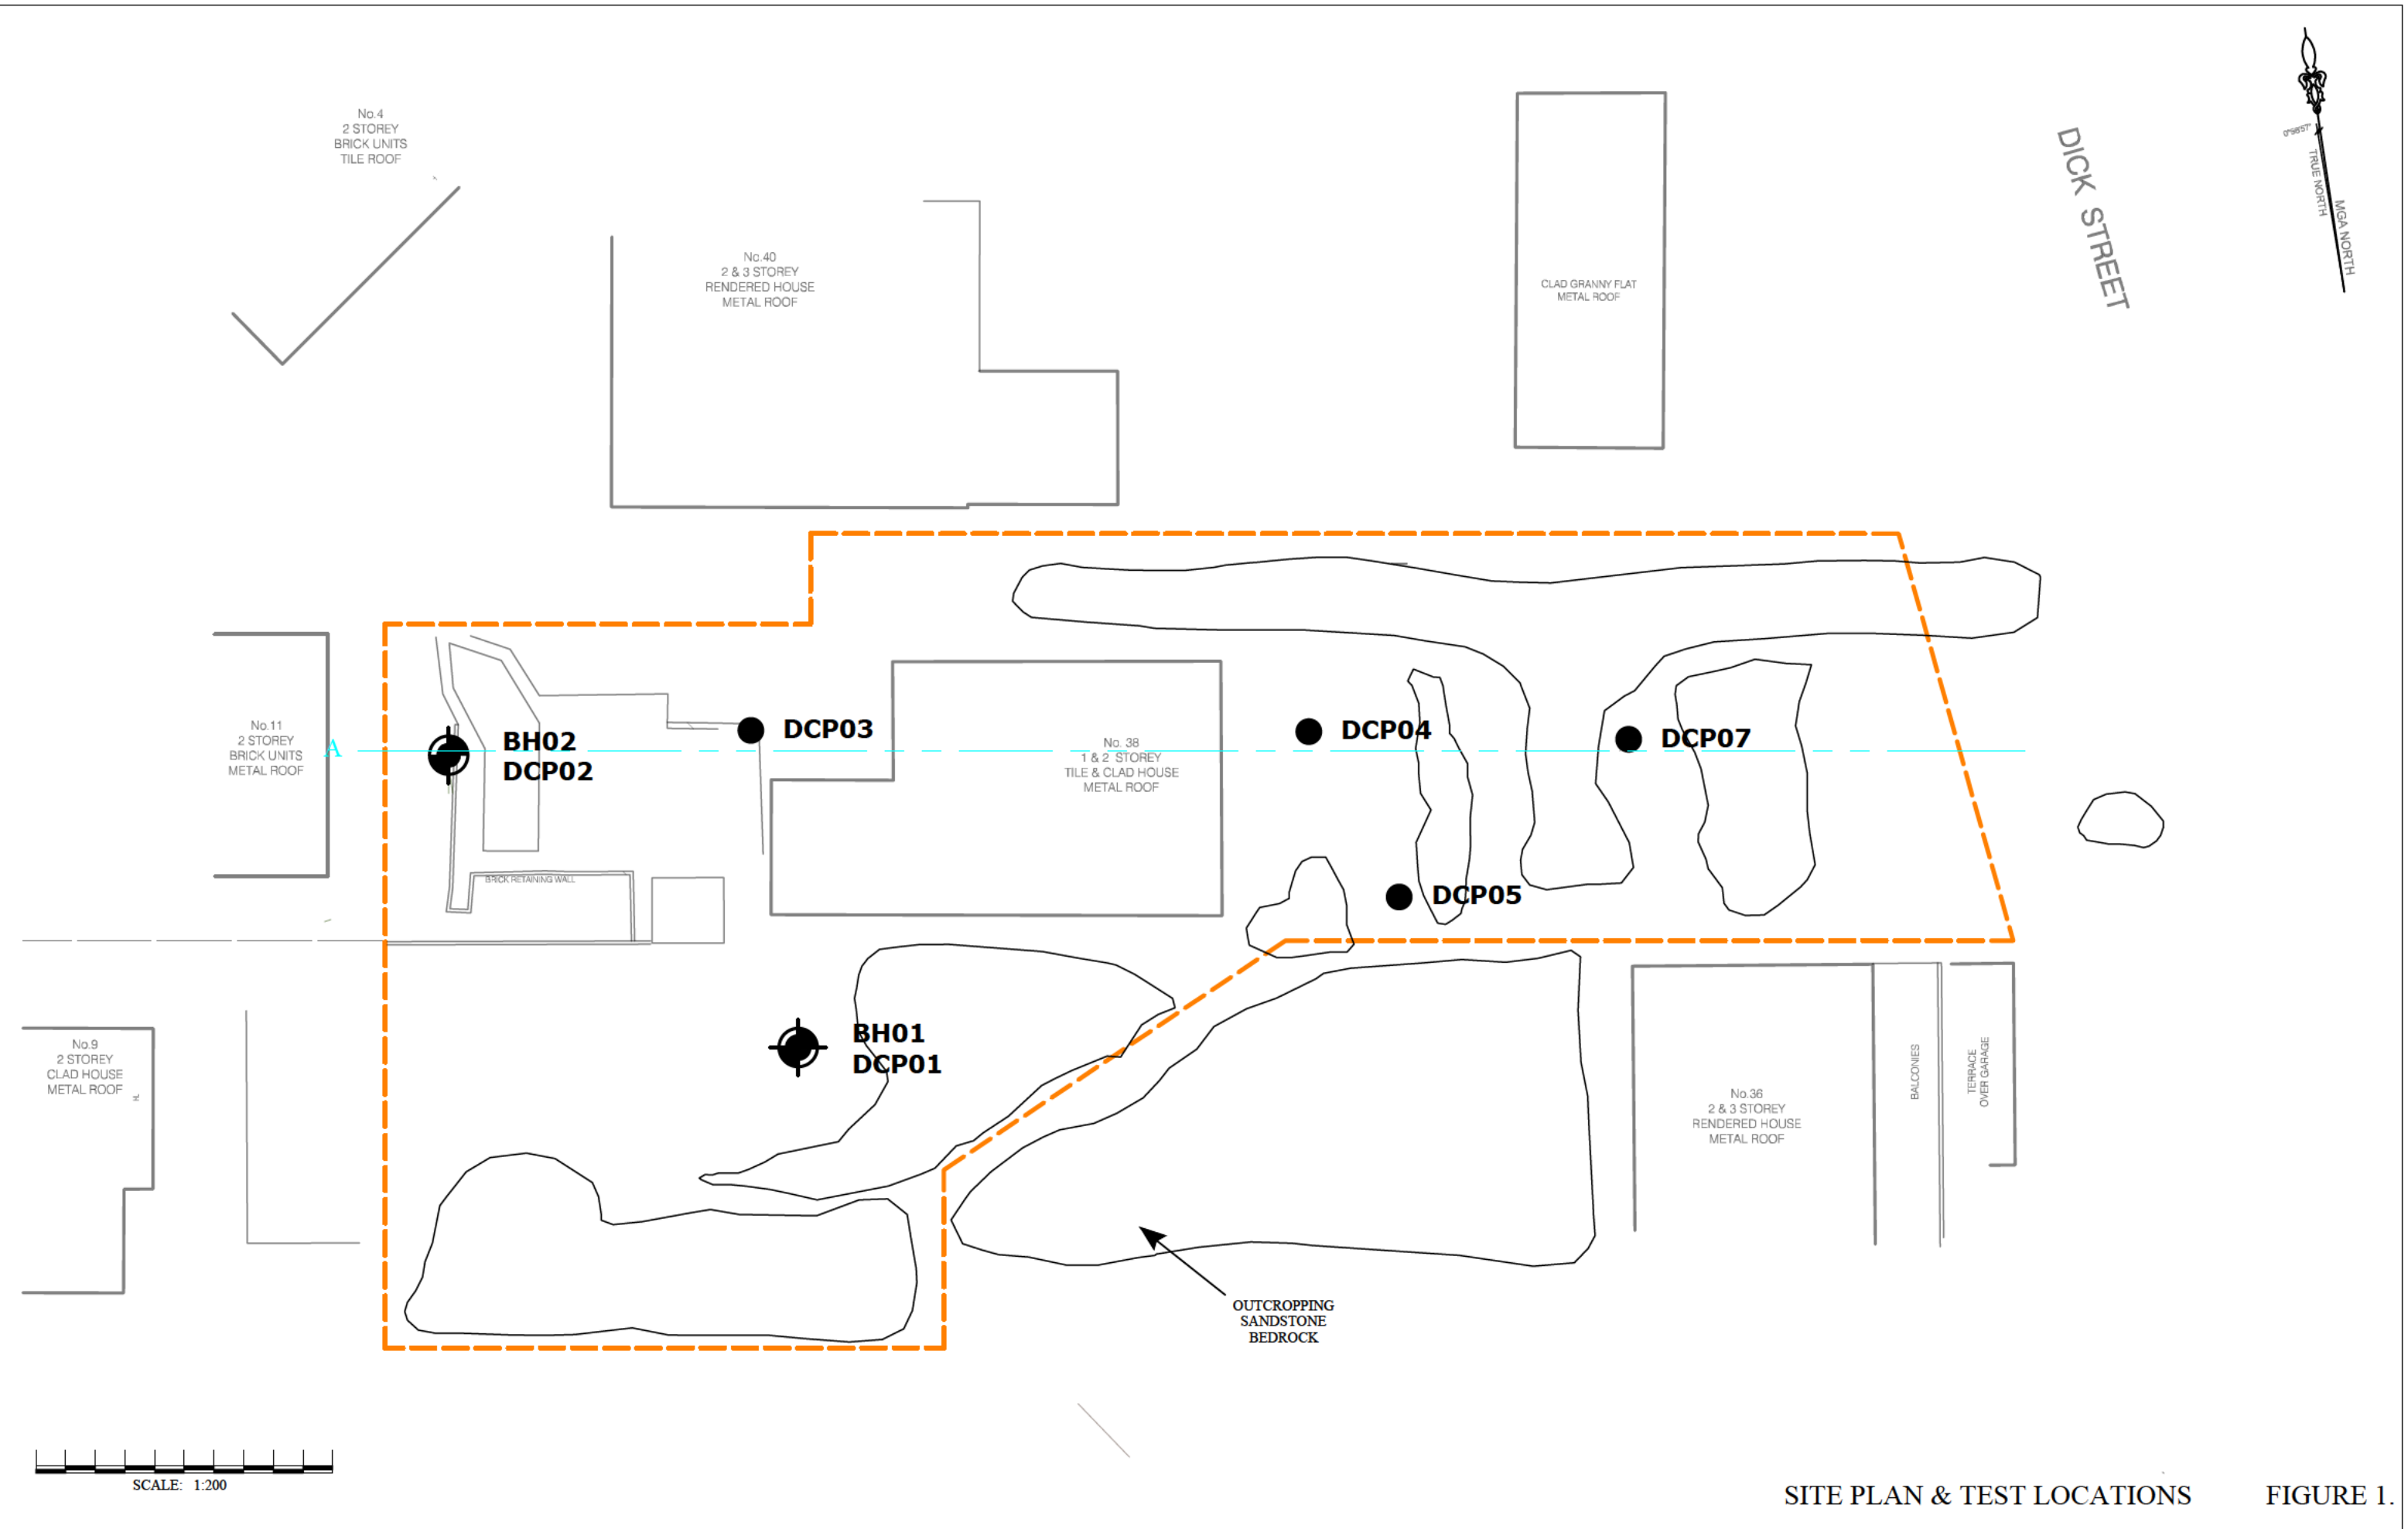 No.4
2 STOREY
BRICK UNITS
TILE ROOF
No.40
2 & 3 STOREY
RENDERED HOUSE
METAL ROOF
CLAD GRANNY FLAT
METAL ROOF
DICK STREET
TRUE NORTH
MGA NORTH
No.11
2 STOREY
BRICK UNITS
METAL ROOF
A
BH02
DCP02
DCP03
No. 38
1 & 2 STOREY
TILE & CLAD HOUSE
METAL ROOF
DCP04
DCP07
BRICK RETAINING WALL
DCP05
No.9
2 STOREY
CLAD HOUSE
METAL ROOF
BH01
DCP01
No.36
2 & 3 STOREY
RENDERED HOUSE
METAL ROOF
BALCONIES
TERRACE
OVER GARAGE
OUTCROPPING
SANDSTONE
BEDROCK
SCALE: 1:200
SITE PLAN & TEST LOCATIONS
FIGURE 1.